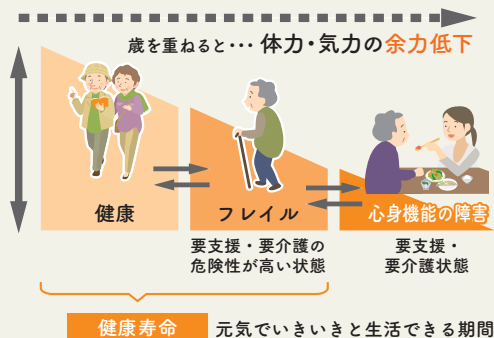 歳を重ねると・・・ 体力・気力の余力低下
健康
フレイル
心身機能の障害
要支援・要介護の
危険性が高い状態
要支援・
要介護状態
健康寿命 元気でいきいきと生活できる期間